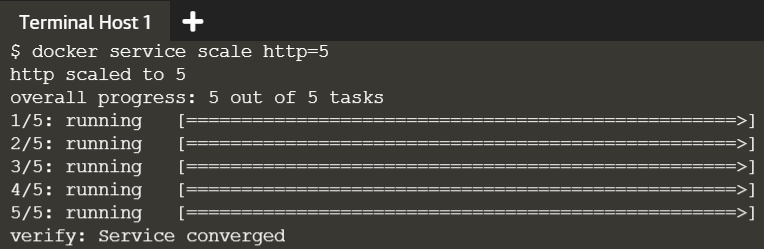 Terminal Host 1 +
$ docker service scale http=5
http scaled to 5
overall progress: 5 out of 5 tasks
1/5: running   [==================================================>]
2/5: running   [==================================================>]
3/5: running   [==================================================>]
4/5: running   [==================================================>]
5/5: running   [==================================================>]
verify: Service converged